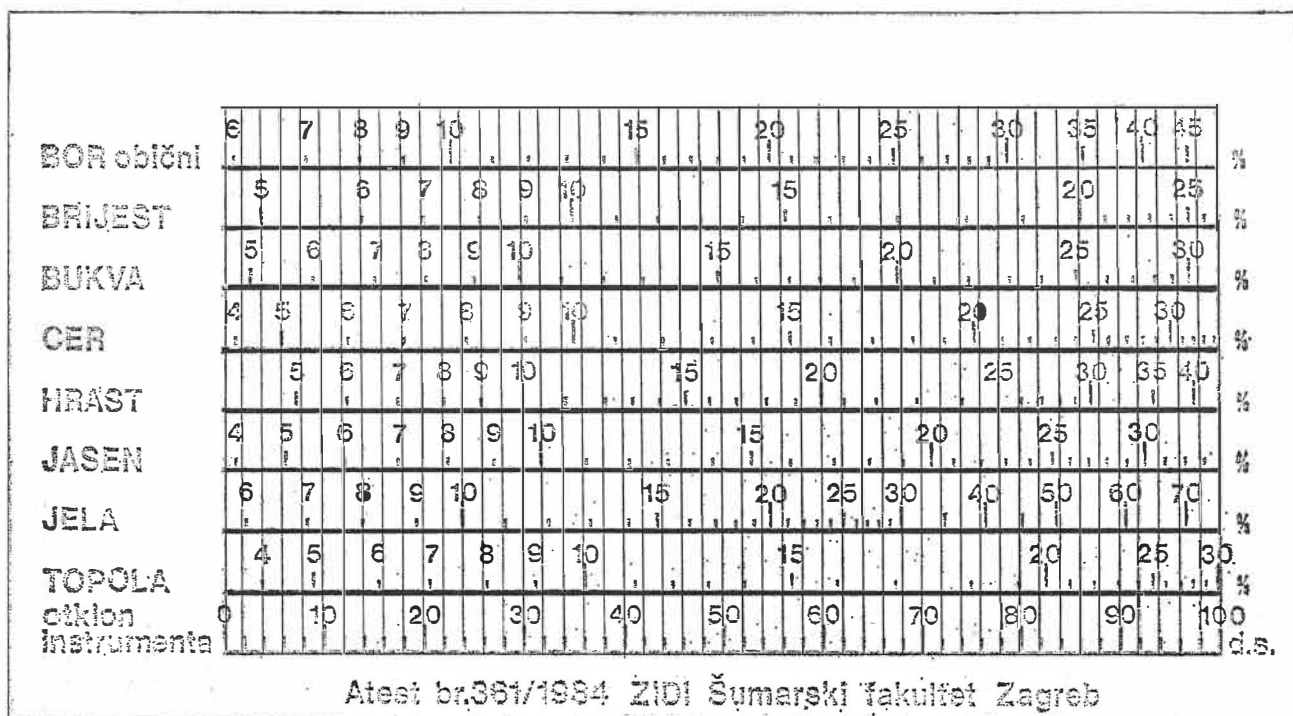 6 7 8 9 10 15 20 25 30 35 40 45
BOR obični %
5 6 7 8 9 10 15 20 25
BRIJEST %
5 6 7 8 9 10 15 20 25 30
BUKVA %
4 5 6 7 8 9 10 15 20 25 30
CER %
5 6 7 8 9 10 15 20 25 30 35 40
HRAST %
4 5 6 7 8 9 10 15 20 25 30
JASEN %
6 7 8 9 10 15 20 25 30 40 50 60 70
JELA %
4 5 6 7 8 9 10 15 20 25 30
TOPOLA %
otklon 0 10 20 30 40 50 60 70 80 90 100
instrumenta d.s.
Atest br.361/1984 ZIDI Šumarski fakultet Zagreb